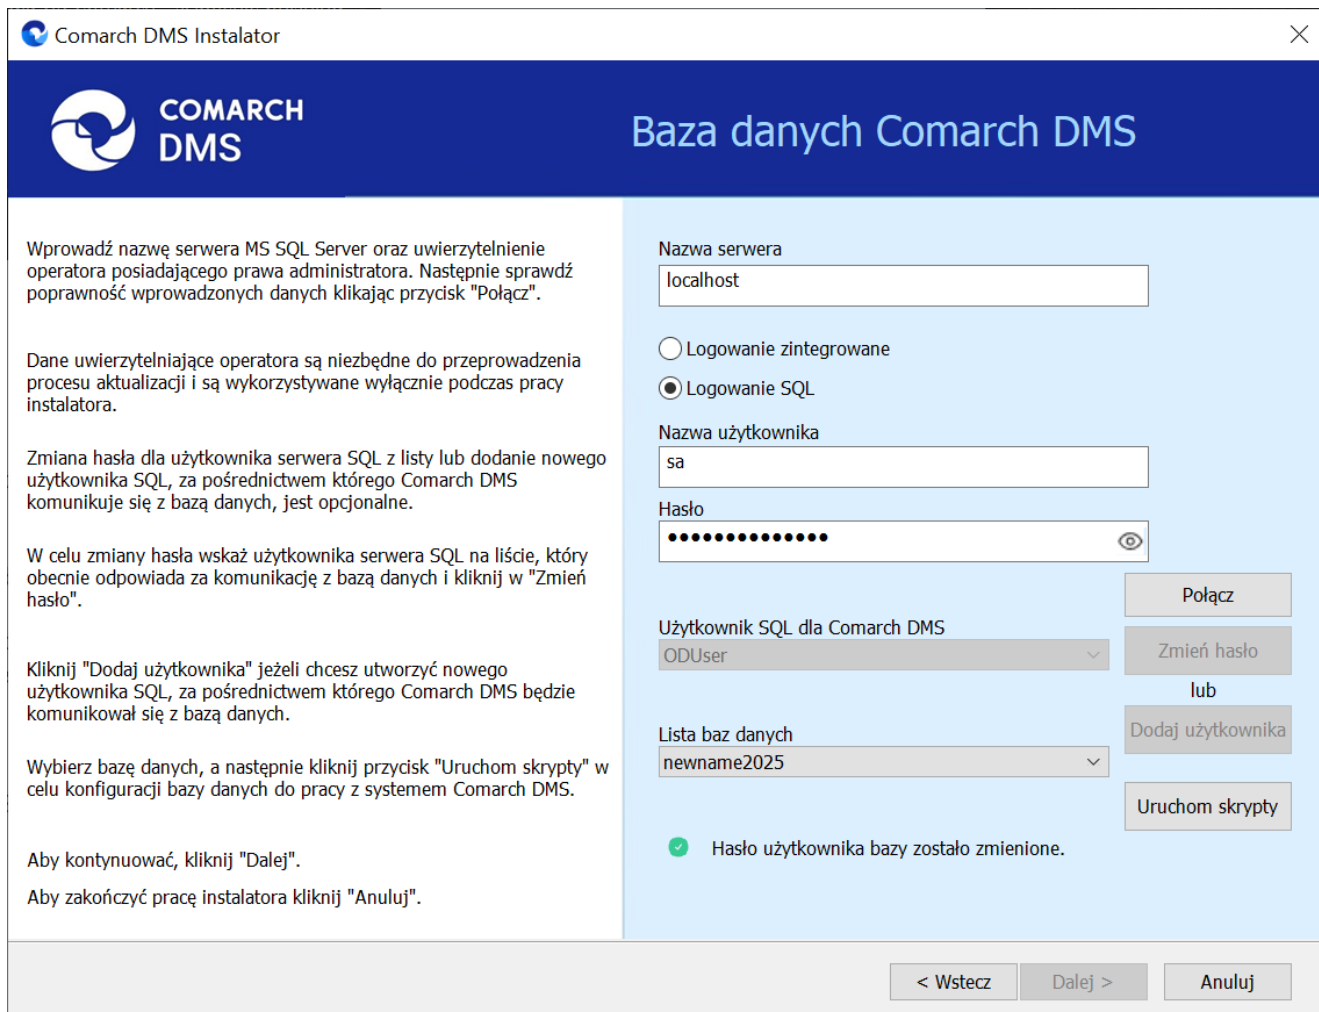 Comarch DMS Instalator
COMARCH
DMS
Baza danych Comarch DMS
Wprowadź nazwę serwera MS SQL Server oraz uwierzytelnienie
operatora posiadającego prawa administratora. Następnie sprawdź
poprawność wprowadzonych danych klikając przycisk "Połącz".
Dane uwierzytelniające operatora są niezbędne do przeprowadzenia
procesu aktualizacji i są wykorzystywane wyłącznie podczas pracy
instalatora.
Zmiana hasła dla użytkownika serwera SQL z listy lub dodanie nowego
użytkownika SQL, za pośrednictwem którego Comarch DMS
komunikuje się z bazą danych, jest opcjonalne.
W celu zmiany hasła wskaż użytkownika serwera SQL na liście, który
obecnie odpowiada za komunikację z bazą danych i kliknij w "Zmień
hasło".
Kliknij "Dodaj użytkownika" jeżeli chcesz utworzyć nowego
użytkownika SQL, za pośrednictwem którego Comarch DMS będzie
komunikował się z bazą danych.
Wybierz bazę danych, a następnie kliknij przycisk "Uruchom skrypty" w
celu konfiguracji bazy danych do pracy z systemem Comarch DMS.
Aby kontynuować, kliknij "Dalej".
Aby zakończyć pracę instalatora kliknij "Anuluj".
Nazwa serwera
localhost
Logowanie zintegrowane
Logowanie SQL
Nazwa użytkownika
sa
Hasło
••••••••••••••
Połącz
Użytkownik SQL dla Comarch DMS
ODUser
Zmień hasło
lub
Dodaj użytkownika
Lista baz danych
newname2025
Uruchom skrypty
Hasło użytkownika bazy zostało zmienione.
< Wstecz
Dalej >
Anuluj